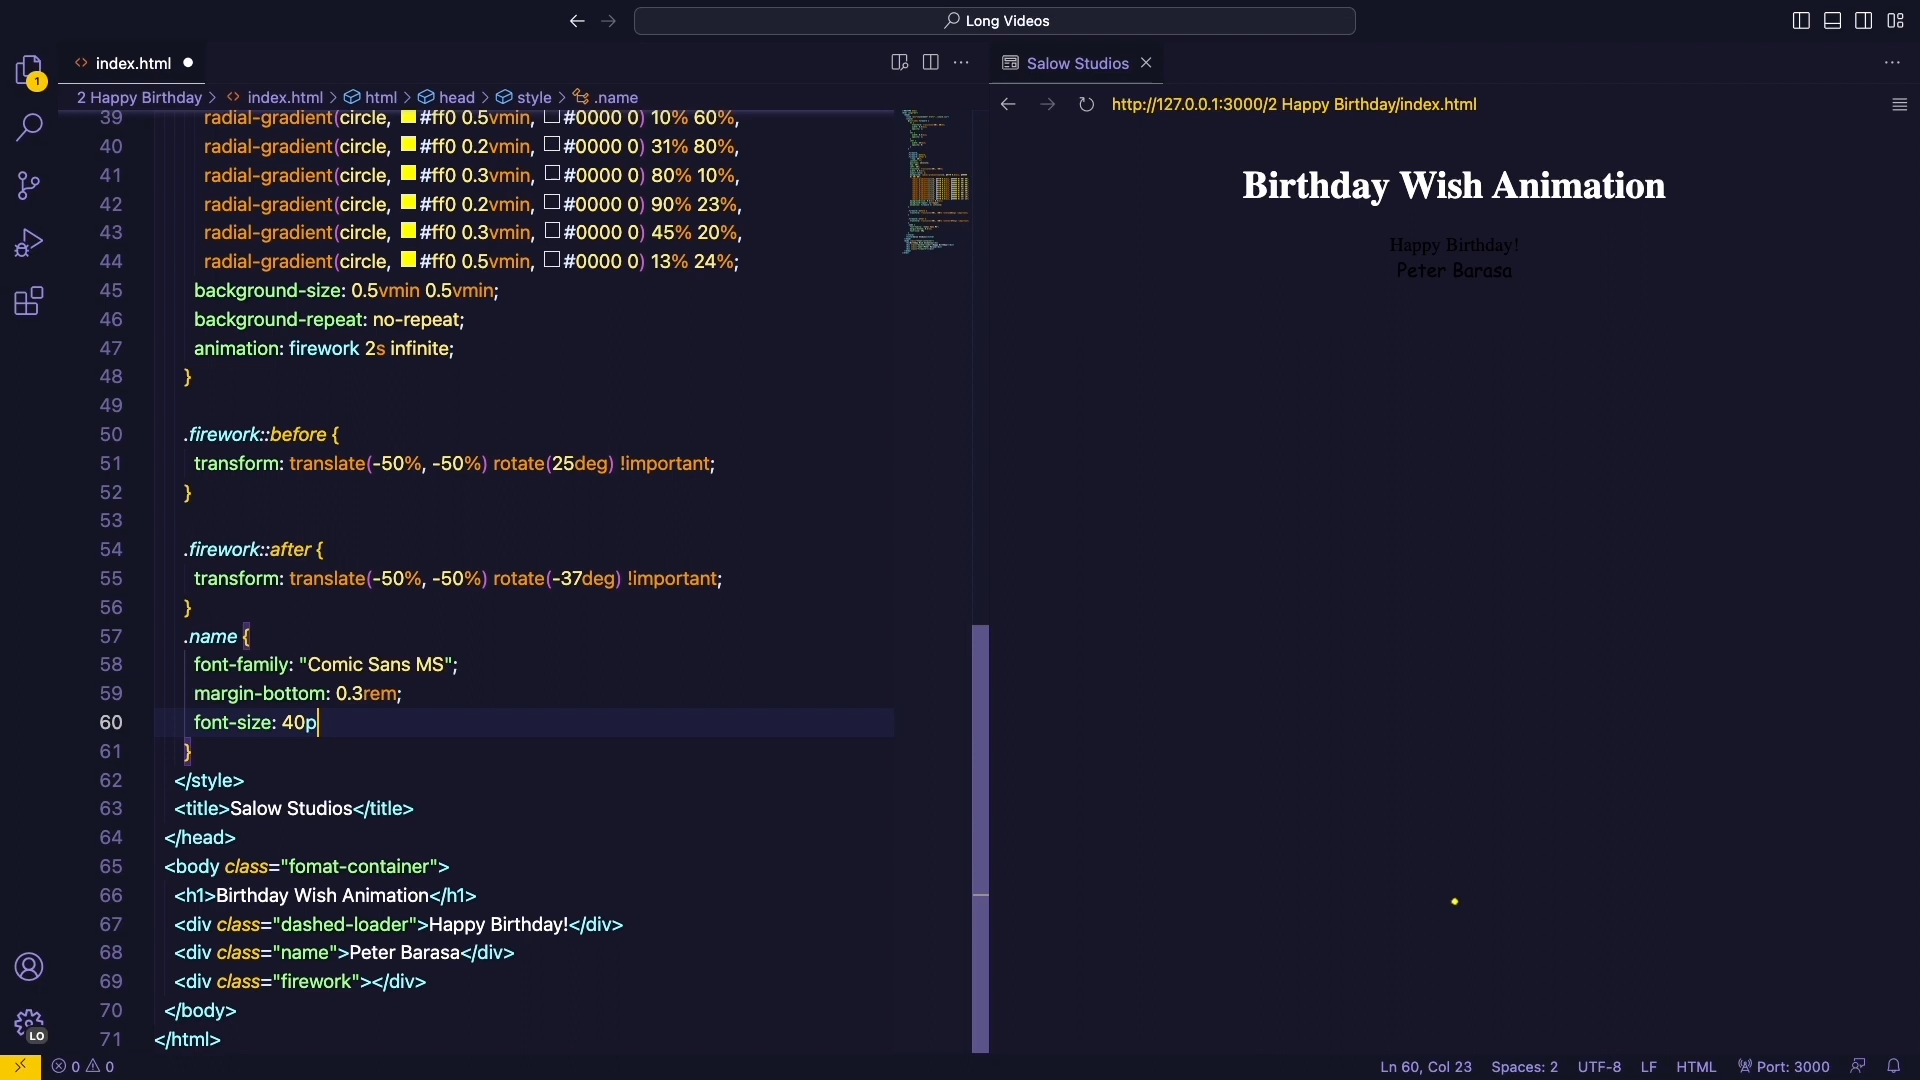 Long Videos
index.html
Salow Studios
1
2 Happy Birthday > index.html > html > head > style > .name
http://127.0.0.1:3000/2 Happy Birthday/index.html
39 radial-gradient(circle, #ff0 0.5vmin, #0000 0) 10% 60%,
40 radial-gradient(circle, #ff0 0.2vmin, #0000 0) 31% 80%,
41 radial-gradient(circle, #ff0 0.3vmin, #0000 0) 80% 10%,
42 radial-gradient(circle, #ff0 0.2vmin, #0000 0) 90% 23%,
43 radial-gradient(circle, #ff0 0.3vmin, #0000 0) 45% 20%,
44 radial-gradient(circle, #ff0 0.5vmin, #0000 0) 13% 24%;
45 background-size: 0.5vmin 0.5vmin;
46 background-repeat: no-repeat;
47 animation: firework 2s infinite;
48 }
49
50 .firework::before {
51 transform: translate(-50%, -50%) rotate(25deg) !important;
52 }
53
54 .firework::after {
55 transform: translate(-50%, -50%) rotate(-37deg) !important;
56 }
57 .name {
58 font-family: "Comic Sans MS";
59 margin-bottom: 0.3rem;
60 font-size: 40p
61 }
62 </style>
63 <title>Salow Studios</title>
64 </head>
65 <body class="fomat-container">
66 <h1>Birthday Wish Animation</h1>
67 <div class="dashed-loader">Happy Birthday!</div>
68 <div class="name">Peter Barasa</div>
69 <div class="firework"></div>
70 </body>
71 </html>
Birthday Wish Animation
Happy Birthday!
Peter Barasa
LO
0 0
Ln 60, Col 23 Spaces: 2 UTF-8 LF HTML Port: 3000